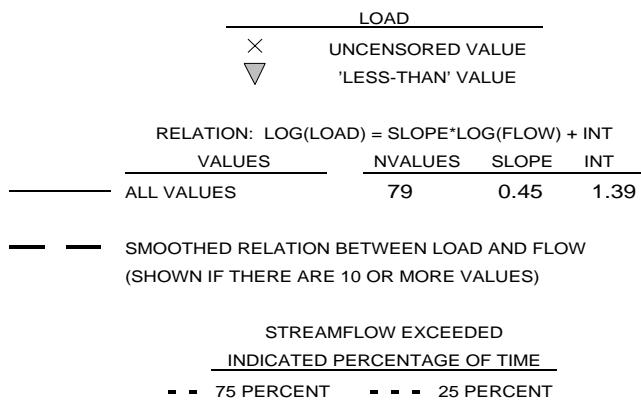 LOAD
UNCENSORED VALUE
'LESS-THAN' VALUE
RELATION: LOG(LOAD) = SLOPE*LOG(FLOW) + INT
VALUES NVALUES SLOPE INT
ALL VALUES 79 0.45 1.39
SMOOTHED RELATION BETWEEN LOAD AND FLOW
(SHOWN IF THERE ARE 10 OR MORE VALUES)
STREAMFLOW EXCEEDED
INDICATED PERCENTAGE OF TIME
75 PERCENT 25 PERCENT